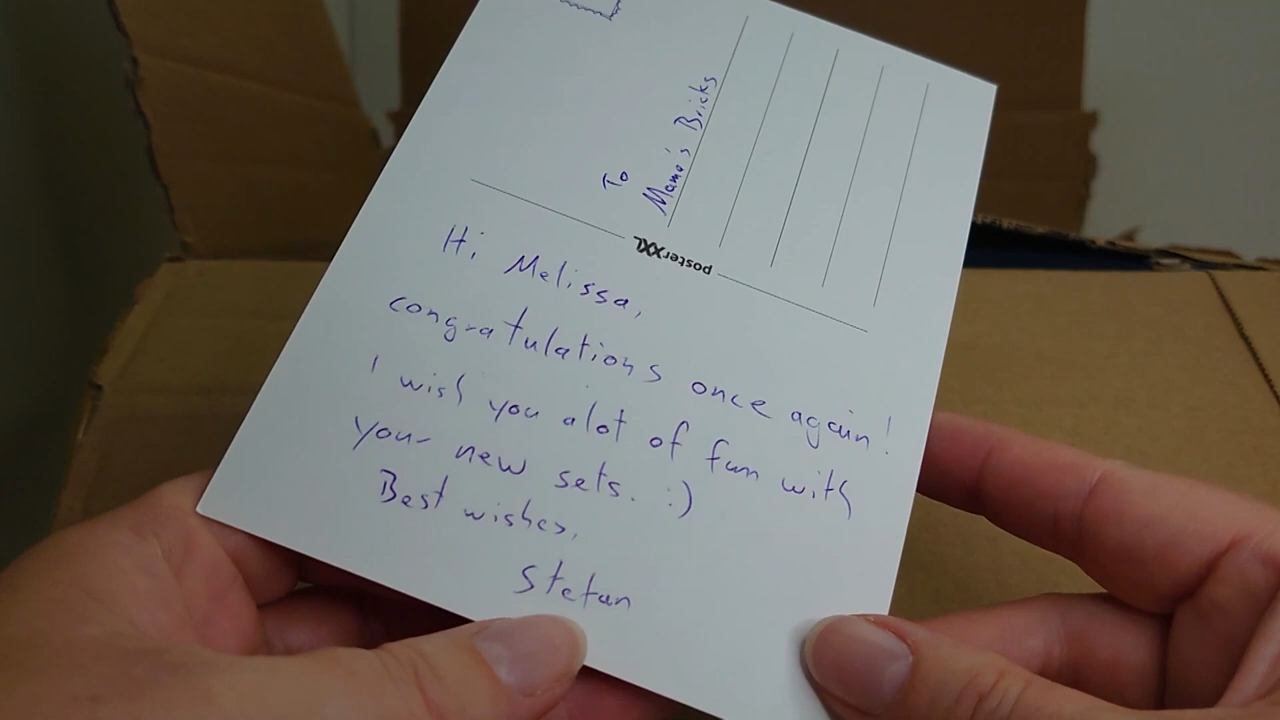 To
Mama's Bricks
posterXXL
Hi Melissa,
congratulations once again!
I wish you alot of fun with
your new sets. :)
Best wishes,
Stefan